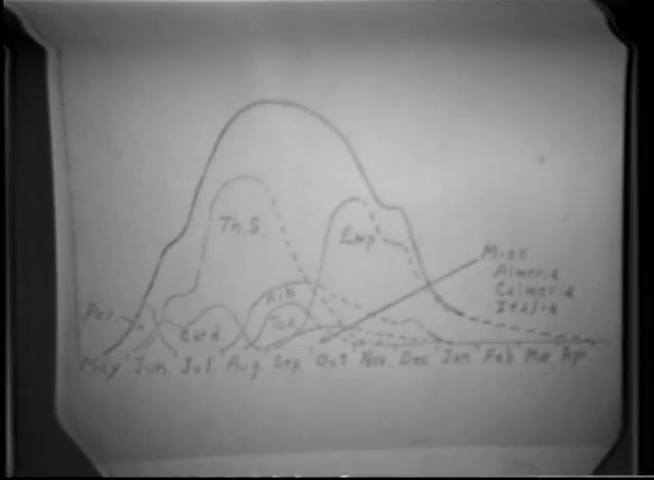 Th.S.
Emp
Misc
Almeria
Calmeria
Italia
Per.
Card.
Rib
Tok
May Jun Jul Aug. Sep Oct Nov Dec Jan Feb Mar Apr